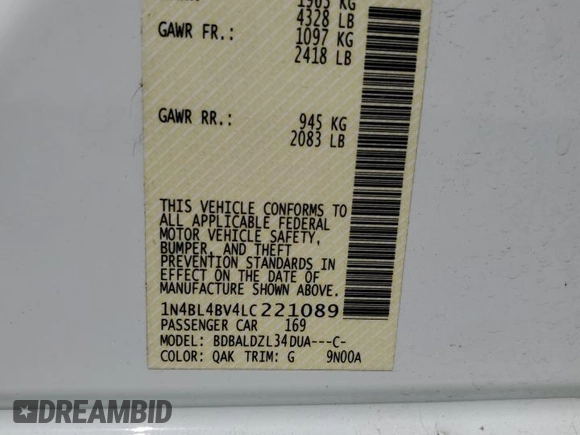 1963 KG
4328 LB
GAWR FR.: 1097 KG
2418 LB
GAWR RR.: 945 KG
2083 LB
THIS VEHICLE CONFORMS TO
ALL APPLICABLE FEDERAL
MOTOR VEHICLE SAFETY,
BUMPER, AND THEFT
PREVENTION STANDARDS IN
EFFECT ON THE DATE OF
MANUFACTURE SHOWN ABOVE.
1N4BL4BV4LC221089
PASSENGER CAR 169
MODEL: BDBALDZL34DUA---C-
COLOR: QAK TRIM: G 9N00A
DREAMBID